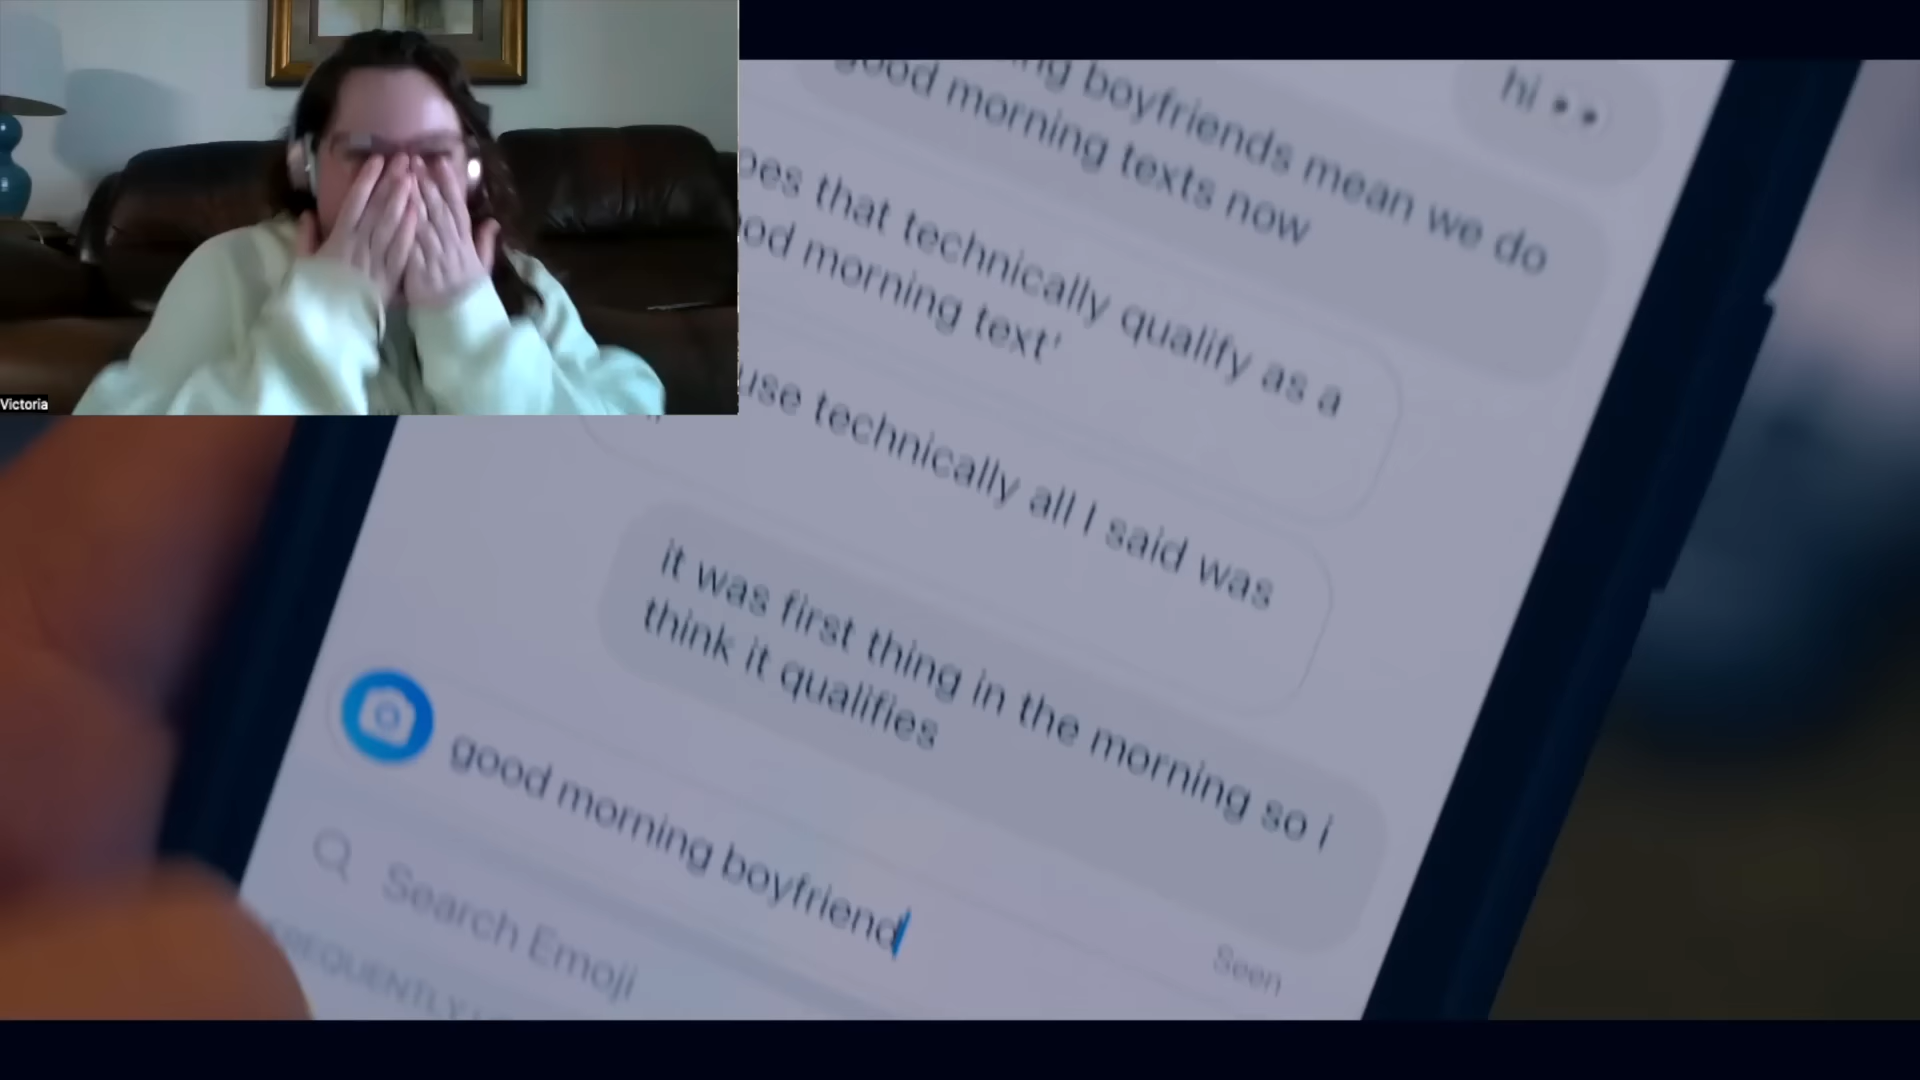 hi
boyfriends mean we do
good morning texts now
that technically qualify as a
morning text'
technically all I said was
it was first thing in the morning so i
think it qualifies
Seen
good morning boyfriend
Search Emoji
Victoria